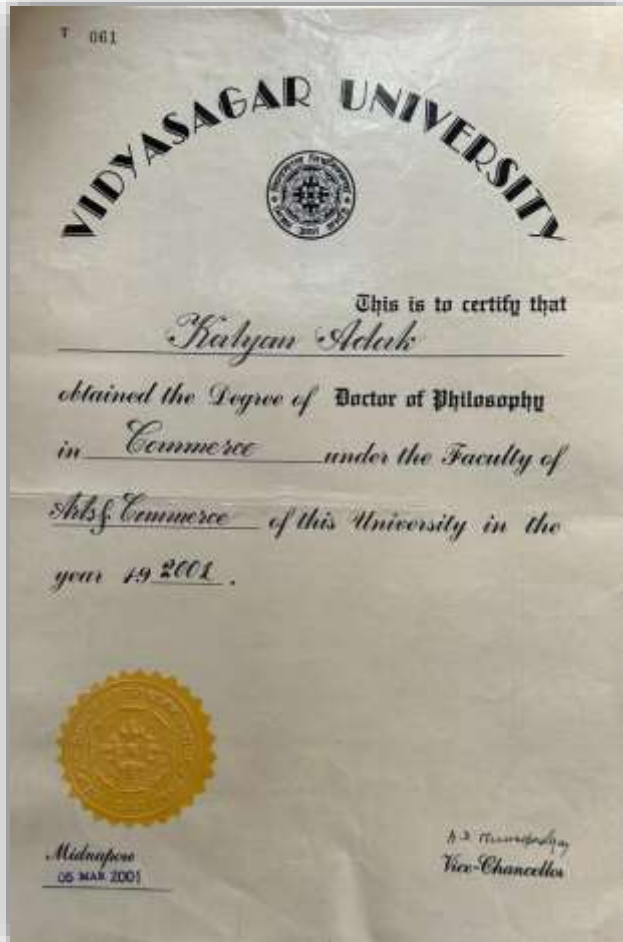 T 061
VIDYASAGAR UNIVERSITY
This is to certify that
Kalyan Adak
obtained the Degree of Doctor of Philosophy
in Commerce under the Faculty of
Arts & Commerce of this University in the
year 19 2001.
Midnapore
05 MAR 2001
Vice-Chancellor